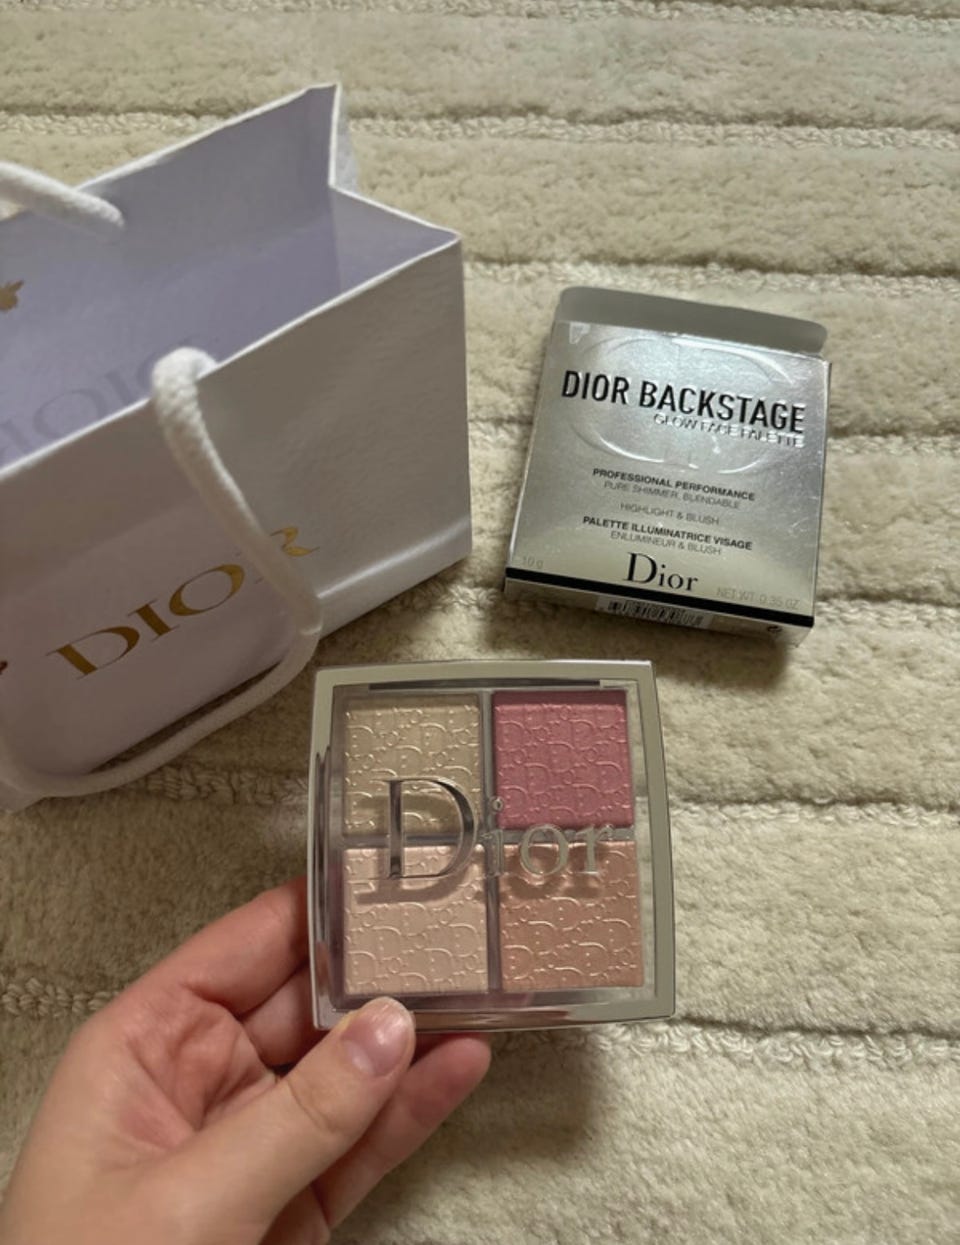 DIOR
DIOR
DIOR BACKSTAGE
GLOW FACE PALETTE
PROFESSIONAL PERFORMANCE
PURE SHIMMER, BLENDABLE
HIGHLIGHT & BLUSH
PALETTE ILLUMINATRICE VISAGE
ENLUMINEUR & BLUSH
10 g
Dior
NET WT. 0.35 OZ
Dior